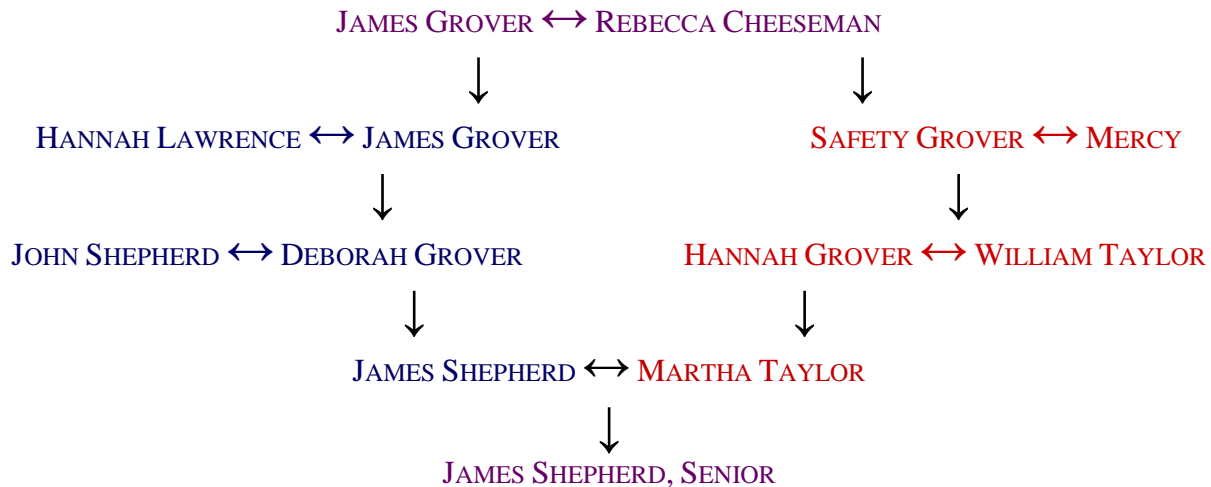 JAMES GROVER ↔ REBECCA CHEESEMAN
HANNAH LAWRENCE ↔ JAMES GROVER SAFETY GROVER ↔ MERCY
JOHN SHEPHERD ↔ DEBORAH GROVER HANNAH GROVER ↔ WILLIAM TAYLOR
JAMES SHEPHERD ↔ MARTHA TAYLOR
JAMES SHEPHERD, SENIOR